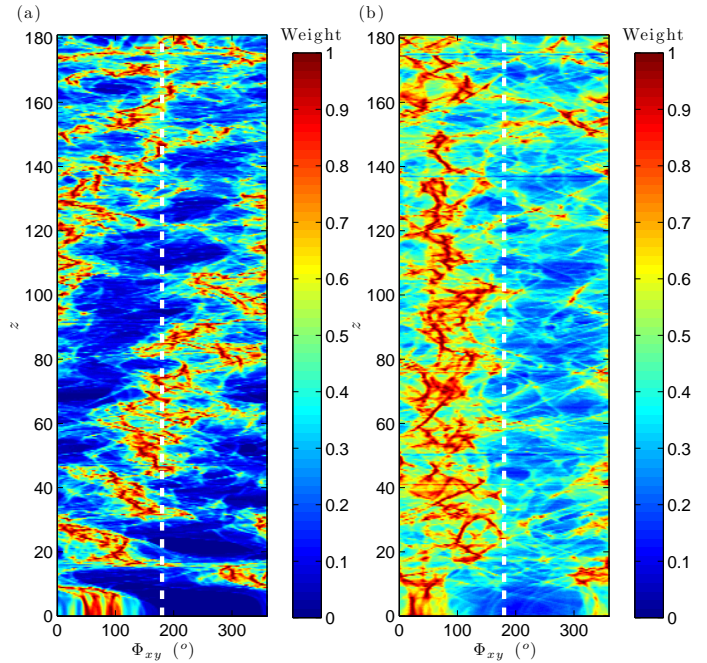 (a) Weight (b) Weight
180 1 180 1
160 0.9 160 0.9
140 0.8 140 0.8
120 0.7 120 0.7
100 0.6 100 0.6
z z
80 0.5 80 0.5
60 0.4 60 0.4
40 0.3 40 0.3
20 0.2 20 0.2
0.1 0.1
0 0 0 0
0 100 200 300 0 100 200 300
Φxy (o) Φxy (o)